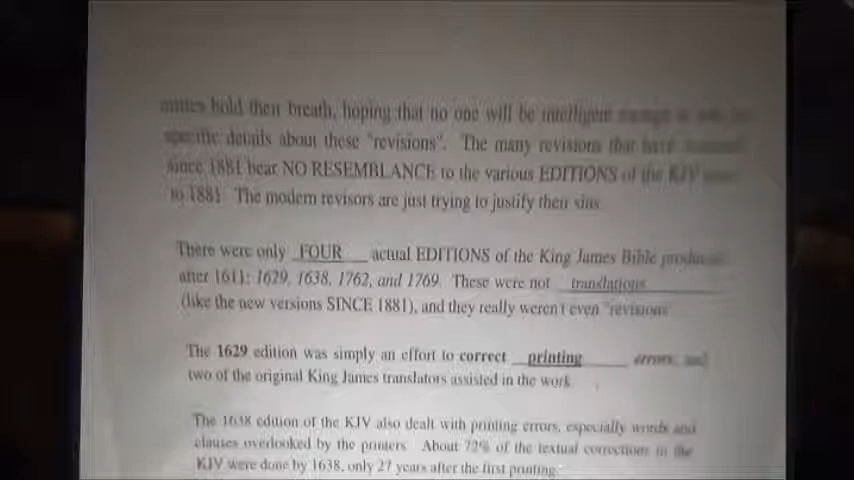 hold their breath, hoping that no one will be intelligent enough to
specific details about these "revisions". The many revisions that have
since 1881 bear NO RESEMBLANCE to the various EDITIONS of the KJV
to 1881. The modern revisors are just trying to justify their sins.
There were only FOUR actual EDITIONS of the King James Bible produced
after 1611: 1629, 1638, 1762, and 1769. These were not translations
(like the new versions SINCE 1881), and they really weren't even "revisions
The 1629 edition was simply an effort to correct printing errors, and
two of the original King James translators assisted in the work.
The 1638 edition of the KJV also dealt with printing errors, especially words and
clauses overlooked by the printers. About 72% of the textual corrections in the
KJV were done by 1638, only 27 years after the first printing.